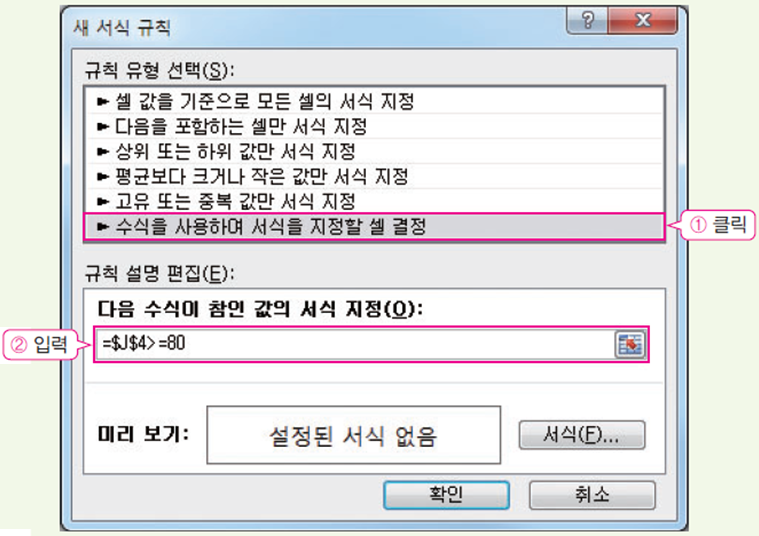 새 서식 규칙
규칙 유형 선택(S):
► 셀 값을 기준으로 모든 셀의 서식 지정
► 다음을 포함하는 셀만 서식 지정
► 상위 또는 하위 값만 서식 지정
► 평균보다 크거나 작은 값만 서식 지정
► 고유 또는 중복 값만 서식 지정
► 수식을 사용하여 서식을 지정할 셀 결정
① 클릭
규칙 설명 편집(E):
다음 수식이 참인 값의 서식 지정(O):
② 입력
=$J$4>=80
미리 보기:
설정된 서식 없음
서식(F)...
확인
취소